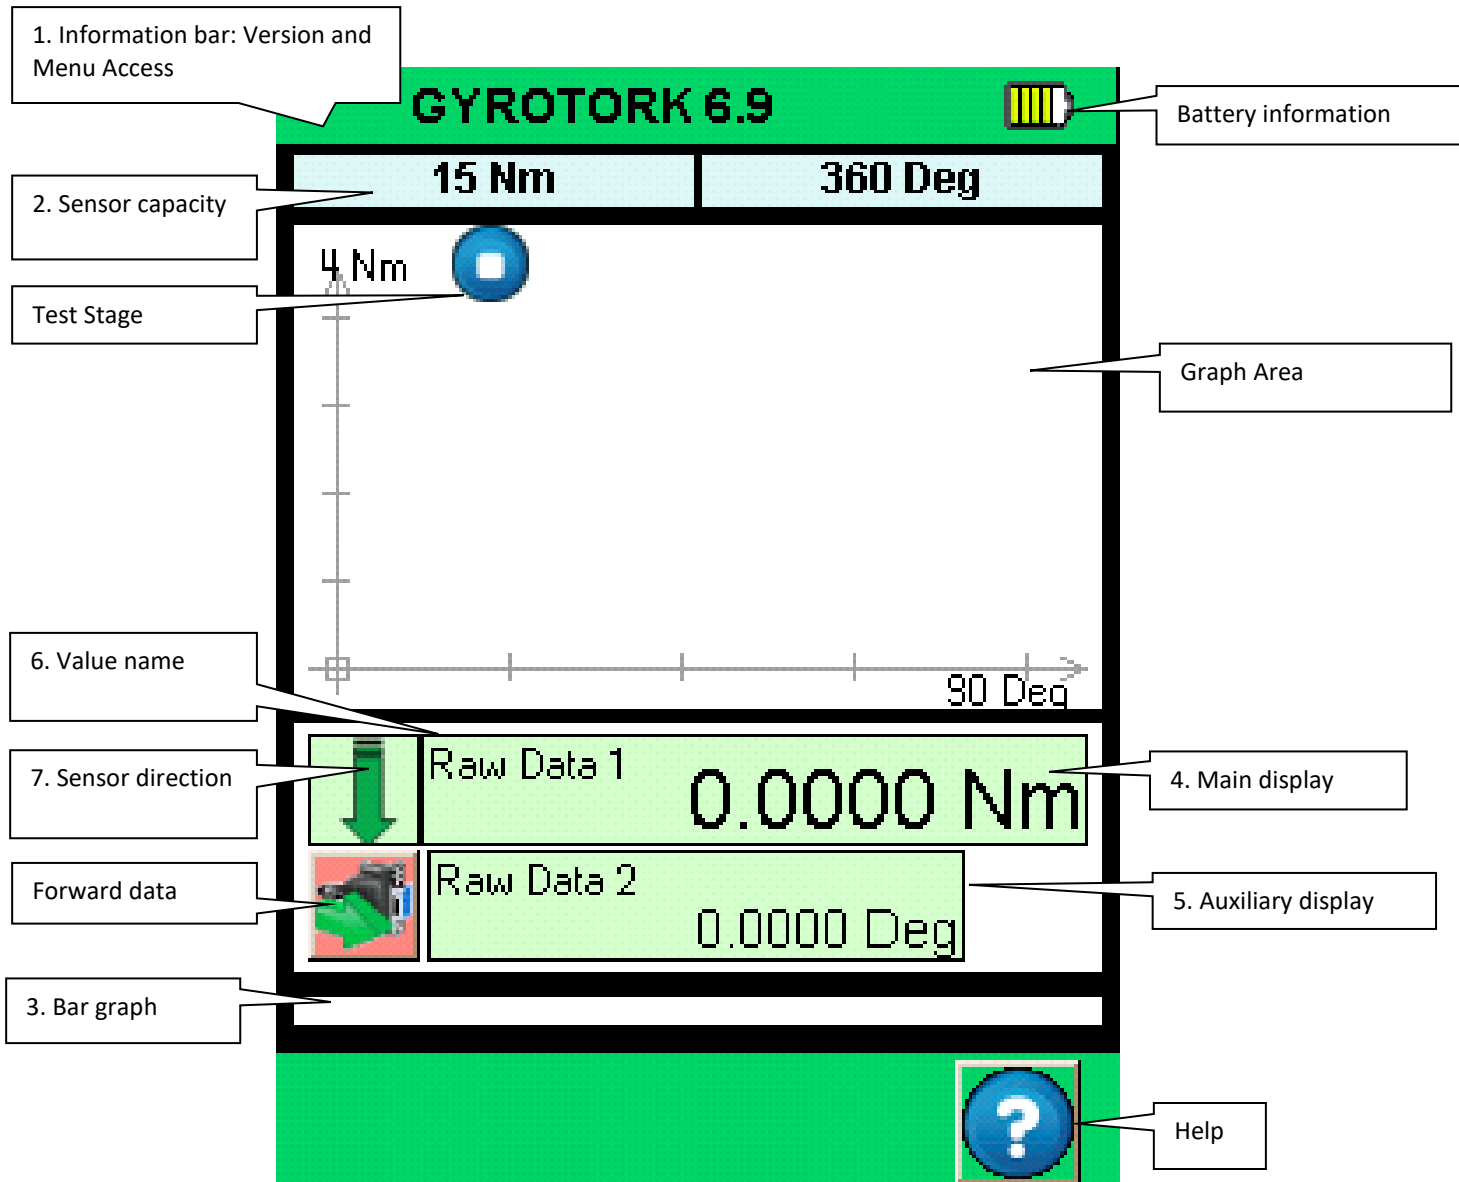 1. Information bar: Version and
Menu Access
GYROTORK 6.9
Battery information
15 Nm
360 Deg
2. Sensor capacity
4 Nm
Test Stage
Graph Area
90 Deg
6. Value name
7. Sensor direction
Raw Data 1
0.0000 Nm
4. Main display
Forward data
Raw Data 2
0.0000 Deg
5. Auxiliary display
3. Bar graph
?
Help